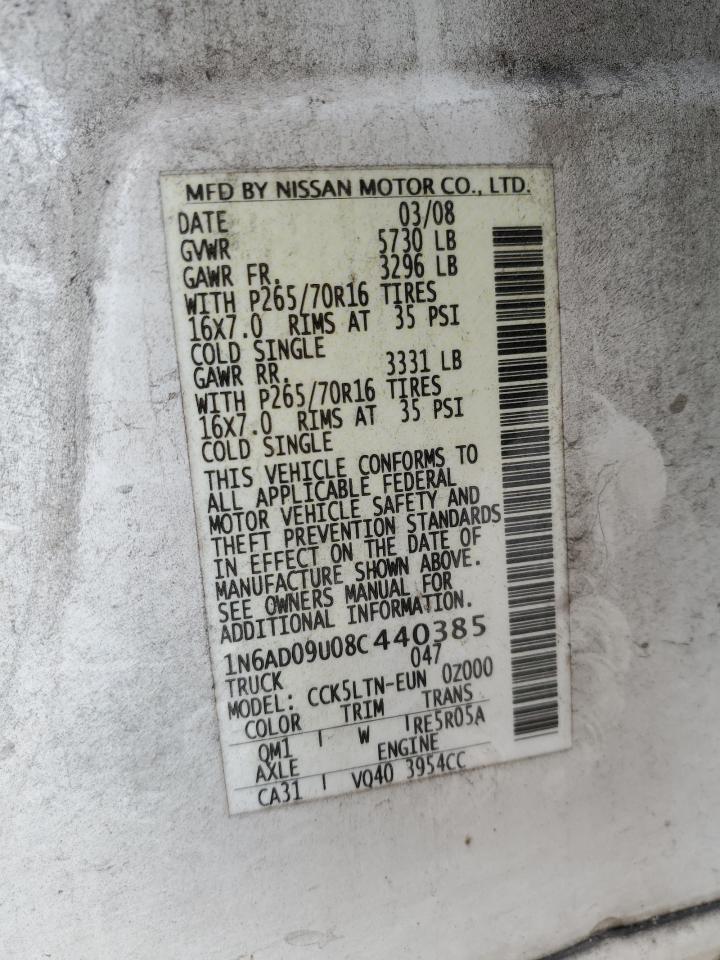 MFD BY NISSAN MOTOR CO., LTD.
DATE 03/08
GVWR 5730 LB
GAWR FR. 3296 LB
WITH P265/70R16 TIRES
16X7.0 RIMS AT 35 PSI
COLD SINGLE
GAWR RR. 3331 LB
WITH P265/70R16 TIRES
16X7.0 RIMS AT 35 PSI
COLD SINGLE
THIS VEHICLE CONFORMS TO
ALL APPLICABLE FEDERAL
MOTOR VEHICLE SAFETY AND
THEFT PREVENTION STANDARDS
IN EFFECT ON THE DATE OF
MANUFACTURE SHOWN ABOVE.
SEE OWNERS MANUAL FOR
ADDITIONAL INFORMATION.
1N6AD09U08C 440385
TRUCK 047
MODEL: CCK5LTN-EUN 0Z000
COLOR TRIM TRANS
QM1 W RE5R05A
AXLE ENGINE
CA31 VQ40 3954CC